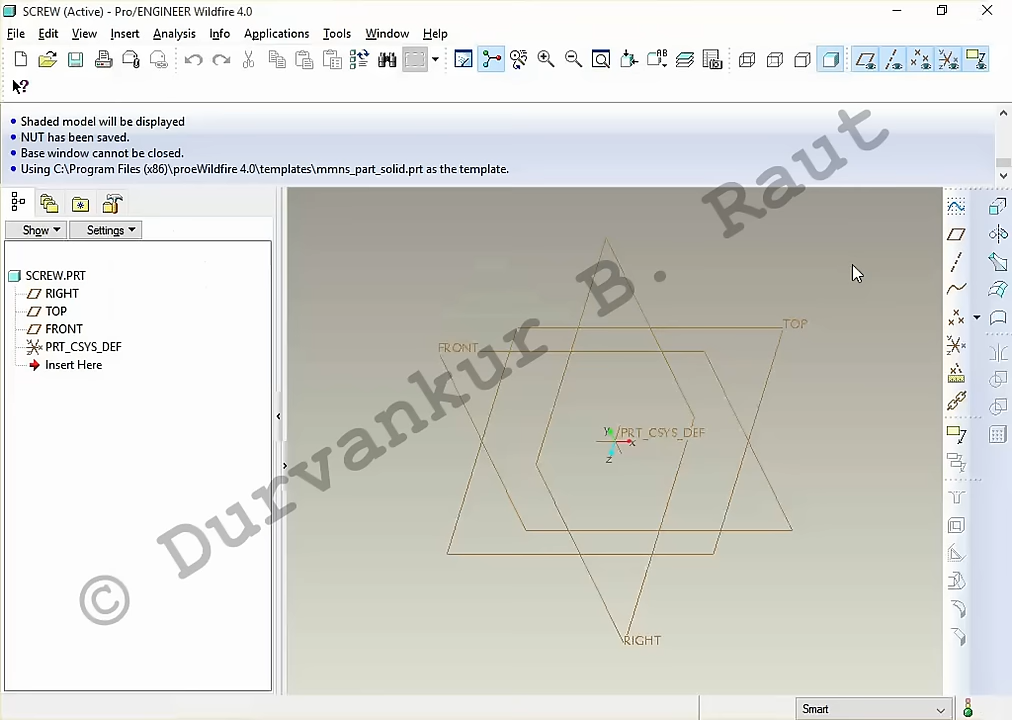 SCREW (Active) - Pro/ENGINEER Wildfire 4.0
File Edit View Insert Analysis Info Applications Tools Window Help
Shaded model will be displayed
NUT has been saved.
Base window cannot be closed.
Using C:\Program Files (x86)\proeWildfire 4.0\templates\mmns_part_solid.prt as the template.
Show Settings
SCREW.PRT
RIGHT
TOP
FRONT
PRT_CSYS_DEF
Insert Here
TOP
FRONT
PRT_CSYS_DEF
Y
X
Z
RIGHT
© Durvankur B. Raut
Smart